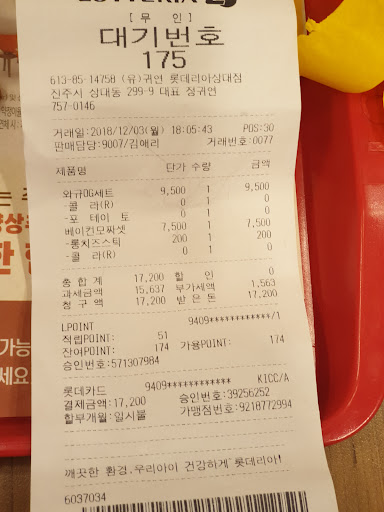 LOTTERIA
[무 인]
대기번호
175
613-85-14758 (유)귀연 롯데리아상대점
진주시 상대동 299-9 대표 정귀연
757-0146
거래일:2018/12/03(월) 18:05:43 POS:30
판매담당:9007/김애리 거래번호:0077
제품명 단가 수량 금액
와규OG세트 9,500 1 9,500
-콜 라(R) 0 1 0
-포 테 이 토 0 1 0
베이컨모짜셋 7,500 1 7,500
-롱치즈스틱 200 1 200
-콜 라(R) 0 1 0
총 합 계 17,200 할 인 0
과세금액 15,637 부가세액 1,563
청 구 액 17,200 받 은 돈 17,200
LPOINT 9409************/1
적립POINT: 51
잔여POINT: 174 가용POINT: 174
승인번호:571307984
롯데카드 9409************ KICC/A
결제금액:17,200 승인번호:39256252
할부개월:일시불 가맹점번호:9218772994
깨끗한 환경,우리아이 건강하게 롯데리아!
6037034
가능
세요